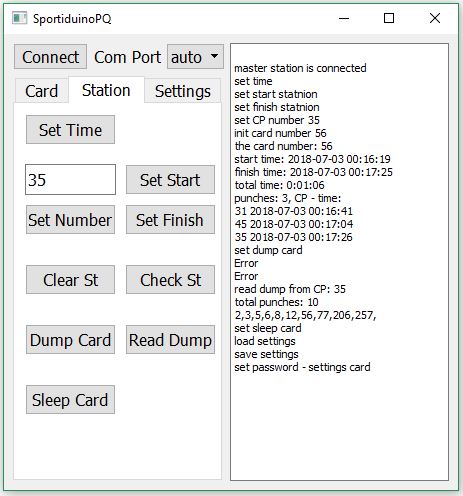 SportiduinoPQ
Connect Com Port auto
Card Station Settings
Set Time
35 Set Start
Set Number Set Finish
Clear St Check St
Dump Card Read Dump
Sleep Card
master station is connected
set time
set start statnion
set finish statnion
set CP number 35
init card number 56
the card number: 56
start time: 2018-07-03 00:16:19
finish time: 2018-07-03 00:17:25
total time: 0:01:06
punches: 3, CP - time:
31 2018-07-03 00:16:41
45 2018-07-03 00:17:04
35 2018-07-03 00:17:26
set dump card
Error
Error
read dump from CP: 35
total punches: 10
2,3,5,6,8,12,56,77,206,257,
set sleep card
load settings
save settings
set password - settings card